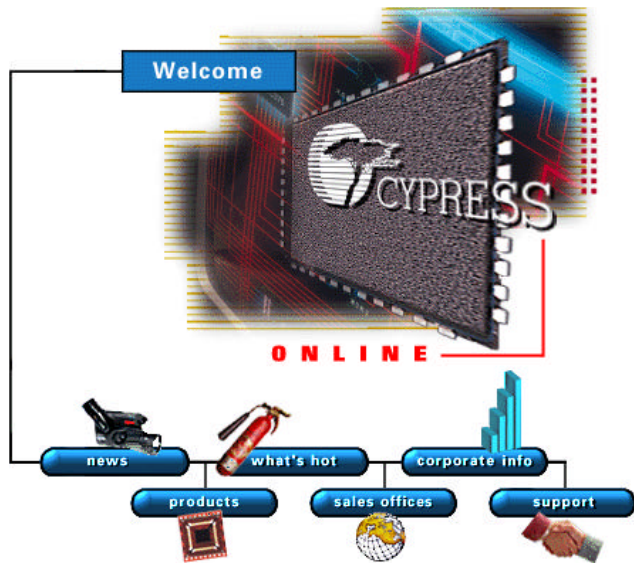 Welcome
CYPRESS
ONLINE
news
what's hot
corporate info
products
sales offices
support